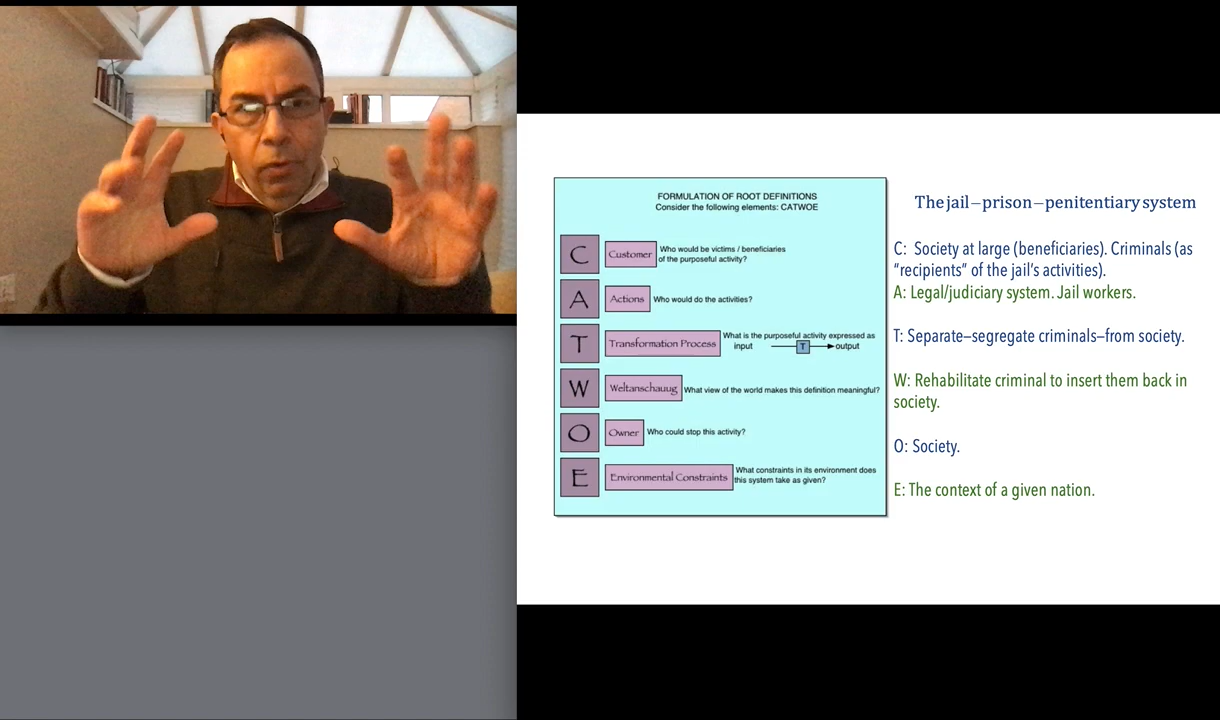 FORMULATION OF ROOT DEFINITIONS
Consider the following elements: CATWOE
C
Customer
Who would be victims / beneficiaries
of the purposeful activity?
A
Actions
Who would do the activities?
T
Transformation Process
What is the purposeful activity expressed as
input T output
W
Weltanschauug
What view of the world makes this definition meaningful?
O
Owner
Who could stop this activity?
E
Environmental Constraints
What constraints in its environment does
this system take as given?
The jail–prison–penitentiary system
C: Society at large (beneficiaries). Criminals (as
“recipients” of the jail’s activities).
A: Legal/judiciary system. Jail workers.
T: Separate–segregate criminals–from society.
W: Rehabilitate criminal to insert them back in
society.
O: Society.
E: The context of a given nation.